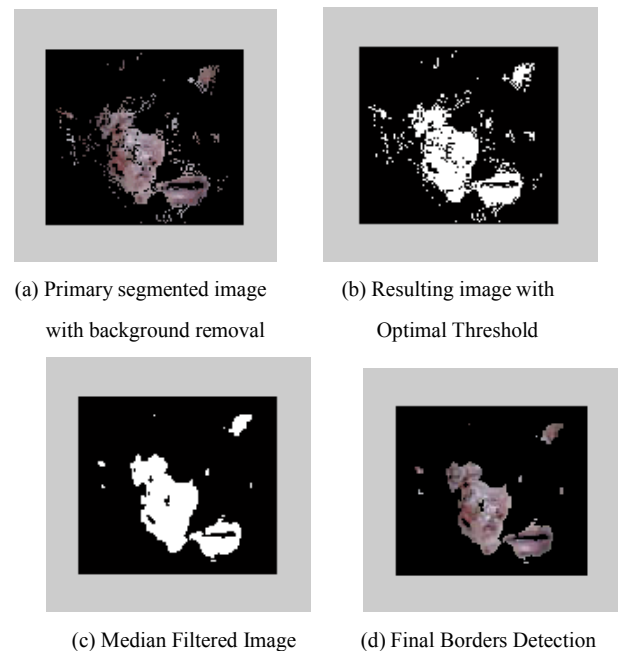 (a) Primary segmented image
with background removal
(b) Resulting image with
Optimal Threshold
(c) Median Filtered Image
(d) Final Borders Detection